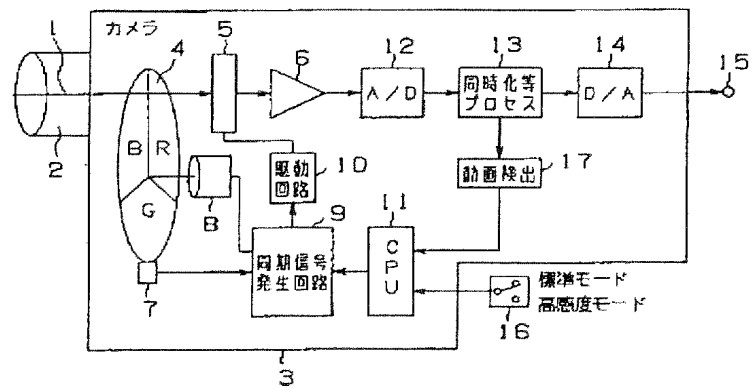 カメラ
1
2
3
4
5
6
7
8
9
10
11
12
13
14
15
16
17
B
R
G
A/D
同時化等
プロセス
D/A
動画検出
駆動
回路
同期信号
発生回路
CPU
標準モード
高感度モード